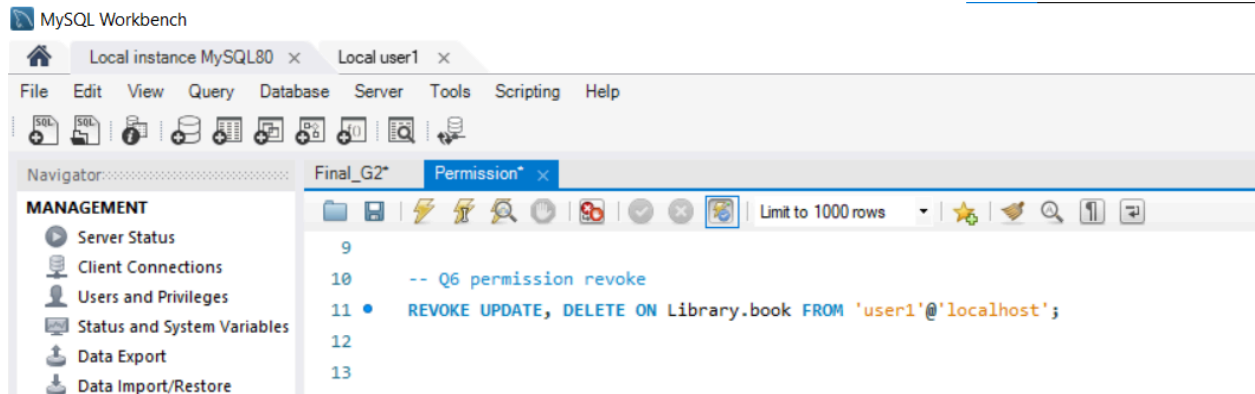 MySQL Workbench
Local instance MySQL80 × Local user1 ×
File Edit View Query Database Server Tools Scripting Help
SQL SQL
Navigator Final_G2* Permission* ×
MANAGEMENT Limit to 1000 rows
Server Status
9
Client Connections
10 -- Q6 permission revoke
Users and Privileges
11 REVOKE UPDATE, DELETE ON Library.book FROM 'user1'@'localhost';
Status and System Variables
12
Data Export
13
Data Import/Restore